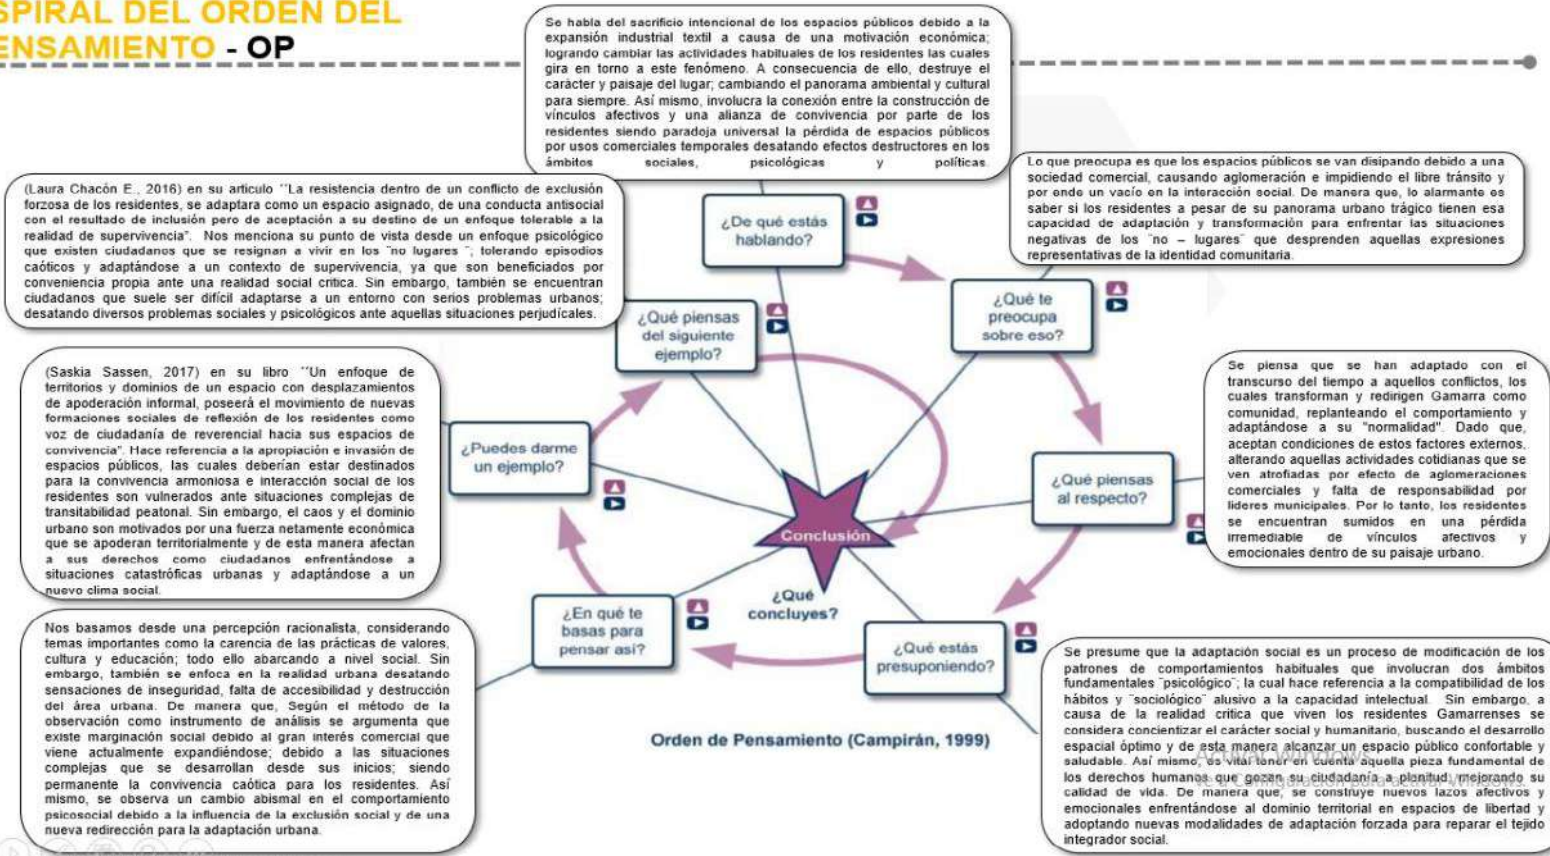 SPIRAL DEL ORDEN DEL
ENSAMIENTO - OP
Se habla del sacrificio intencional de los espacios públicos debido a la
expansión industrial textil a causa de una motivación económica;
logrando cambiar las actividades habituales de los residentes las cuales
gira en torno a este fenómeno. A consecuencia de ello, destruye el
carácter y paisaje del lugar; cambiando el panorama ambiental y cultural
para siempre. Así mismo, involucra la conexión entre la construcción de
vínculos afectivos y una alianza de convivencia por parte de los
residentes siendo paradoja universal la pérdida de espacios públicos
por usos comerciales temporales desatando efectos destructores en los
ámbitos sociales, psicológicas y políticas.
¿De qué estás
hablando?
Lo que preocupa es que los espacios públicos se van disipando debido a una
sociedad comercial, causando aglomeración e impidiendo el libre tránsito y
por ende un vacío en la interacción social. De manera que, lo alarmante es
saber si los residentes a pesar de su panorama urbano trágico tienen esa
capacidad de adaptación y transformación para enfrentar las situaciones
negativas de los ¨no – lugares¨ que desprenden aquellas expresiones
representativas de la identidad comunitaria.
¿Qué te
preocupa
sobre eso?
Se piensa que se han adaptado con el
transcurso del tiempo a aquellos conflictos, los
cuales transforman y redirigen Gamarra como
comunidad, replanteando el comportamiento y
adaptándose a su "normalidad". Dado que,
aceptan condiciones de estos factores externos,
alterando aquellas actividades cotidianas que se
ven atrofiadas por efecto de aglomeraciones
comerciales y falta de responsabilidad por
lideres municipales. Por lo tanto, los residentes
se encuentran sumidos en una pérdida
irremediable de vínculos afectivos y
emocionales dentro de su paisaje urbano.
¿Qué piensas
al respecto?
Se presume que la adaptación social es un proceso de modificación de los
patrones de comportamientos habituales que involucran dos ámbitos
fundamentales ¨psicológico¨; la cual hace referencia a la compatibilidad de los
hábitos y ¨sociológico¨ alusivo a la capacidad intelectual. Sin embargo, a
causa de la realidad critica que viven los residentes Gamarrenses se
considera concientizar el carácter social y humanitario, buscando el desarrollo
espacial óptimo y de esta manera alcanzar un espacio público confortable y
saludable. Así mismo, es vital tener en cuenta aquella pieza fundamental de
los derechos humanos que gozan su ciudadanía a plenitud, mejorando su
calidad de vida. De manera que, se construye nuevos lazos afectivos y
emocionales enfrentándose al dominio territorial en espacios de libertad y
adoptando nuevas modalidades de adaptación forzada para reparar el tejido
integrador social.
Activar Windows
Ve a Configuración para activar Windows.
¿Qué estás
presuponiendo?
¿En qué te
basas para
pensar así?
Nos basamos desde una percepción racionalista, considerando
temas importantes como la carencia de las prácticas de valores,
cultura y educación; todo ello abarcando a nivel social. Sin
embargo, también se enfoca en la realidad urbana desatando
sensaciones de inseguridad, falta de accesibilidad y destrucción
del área urbana. De manera que, Según el método de la
observación como instrumento de análisis se argumenta que
existe marginación social debido al gran interés comercial que
viene actualmente expandiéndose; debido a las situaciones
complejas que se desarrollan desde sus inicios; siendo
permanente la convivencia caótica para los residentes. Así
mismo, se observa un cambio abismal en el comportamiento
psicosocial debido a la influencia de la exclusión social y de una
nueva redirección para la adaptación urbana.
¿Puedes darme
un ejemplo?
(Saskia Sassen, 2017) en su libro ´´Un enfoque de
territorios y dominios de un espacio con desplazamientos
de apoderación informal, poseerá el movimiento de nuevas
formaciones sociales de reflexión de los residentes como
voz de ciudadanía de reverencial hacia sus espacios de
convivencia". Hace referencia a la apropiación e invasión de
espacios públicos, las cuales deberían estar destinados
para la convivencia armoniosa e interacción social de los
residentes son vulnerados ante situaciones complejas de
transitabilidad peatonal. Sin embargo, el caos y el dominio
urbano son motivados por una fuerza netamente económica
que se apoderan territorialmente y de esta manera afectan
a sus derechos como ciudadanos enfrentándose a
situaciones catastróficas urbanas y adaptándose a un
nuevo clima social.
¿Qué piensas
del siguiente
ejemplo?
(Laura Chacón E., 2016) en su articulo ´´La resistencia dentro de un conflicto de exclusión
forzosa de los residentes, se adaptara como un espacio asignado, de una conducta antisocial
con el resultado de inclusión pero de aceptación a su destino de un enfoque tolerable a la
realidad de supervivencia". Nos menciona su punto de vista desde un enfoque psicológico
que existen ciudadanos que se resignan a vivir en los ¨no lugares ¨; tolerando episodios
caóticos y adaptándose a un contexto de supervivencia, ya que son beneficiados por
conveniencia propia ante una realidad social critica. Sin embargo, también se encuentran
ciudadanos que suele ser difícil adaptarse a un entorno con serios problemas urbanos;
desatando diversos problemas sociales y psicológicos ante aquellas situaciones perjudícales.
Conclusión
¿Qué
concluyes?
Orden de Pensamiento (Campirán, 1999)